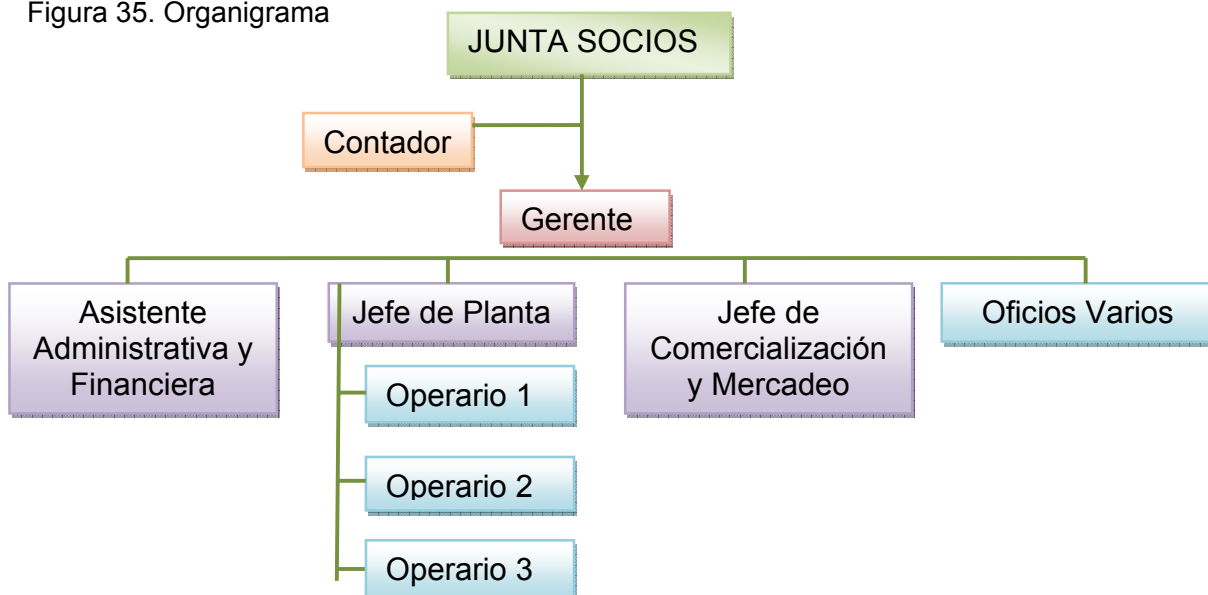 Figura 35. Organigrama
JUNTA SOCIOS
Contador
Gerente
Asistente
Administrativa y
Financiera
Jefe de Planta
Operario 1
Operario 2
Operario 3
Jefe de
Comercialización
y Mercadeo
Oficios Varios